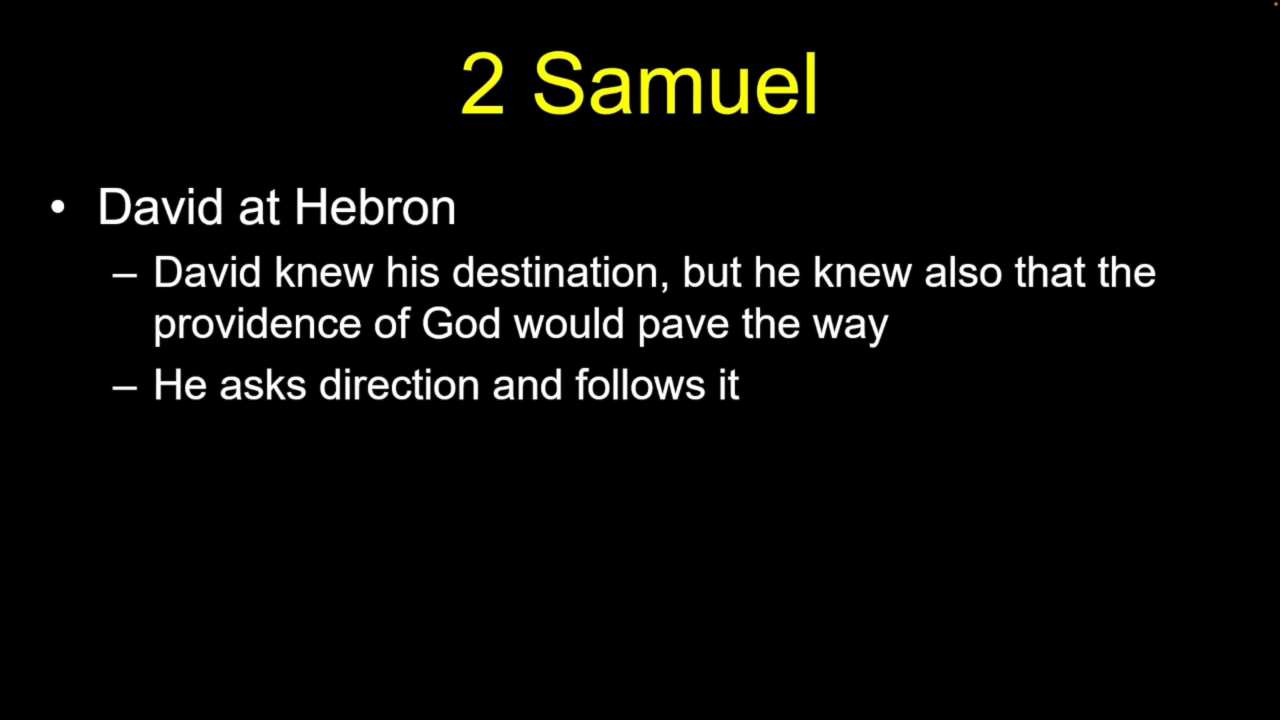 2 Samuel
• David at Hebron
– David knew his destination, but he knew also that the
providence of God would pave the way
– He asks direction and follows it